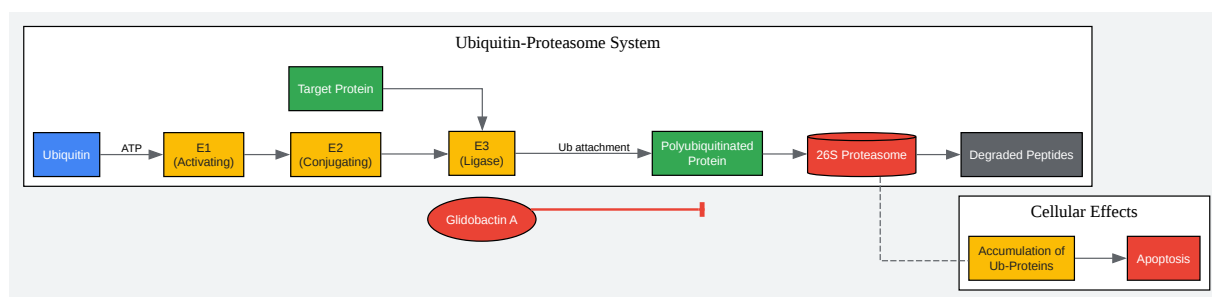 Ubiquitin-Proteasome System
Target Protein
Ubiquitin
ATP
E1
(Activating)
E2
(Conjugating)
E3
(Ligase)
Ub attachment
Polyubiquitinated
Protein
26S Proteasome
Degraded Peptides
Glidobactin A
Cellular Effects
Accumulation of
Ub-Proteins
Apoptosis